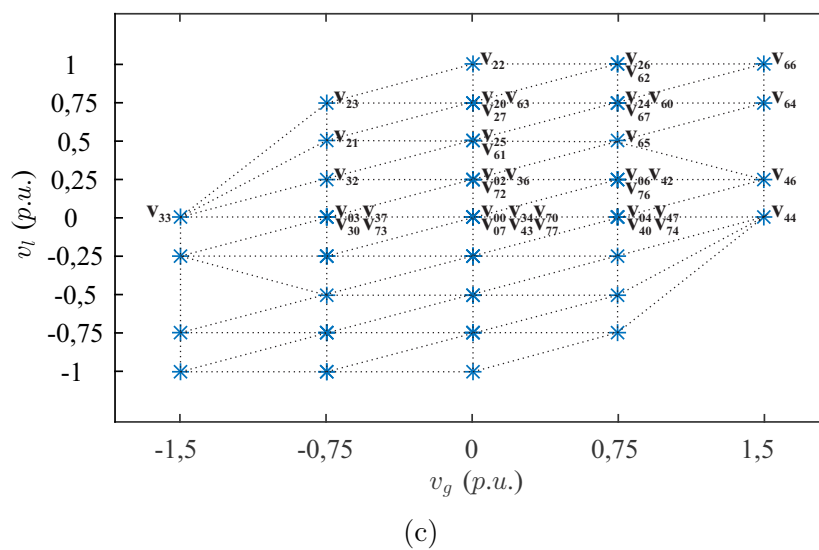 1 V22 V26 V66
V62
0,75 V23 V20 V63 V24 V60 V64
V27 V67
0,5 V21 V25 V65
V61
0,25 V32 V02 V36 V06 V42 V46
V72 V76
0 V33 V03 V37 V00 V34 V70 V04 V47 V44
V30 V73 V07 V43 V77 V40 V74
-0,25
-0,5
-0,75
-1
vl (p.u.)
-1,5 -0,75 0 0,75 1,5
vg (p.u.)
(c)